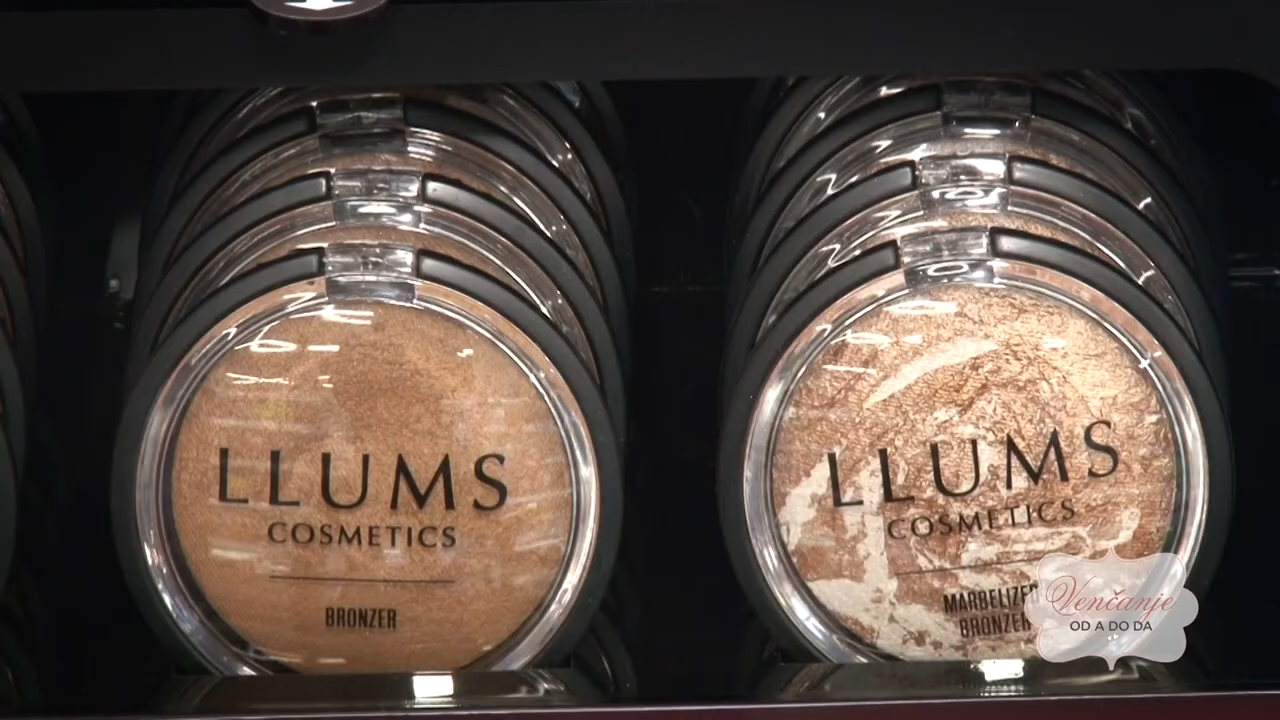 LLUMS
COSMETICS
BRONZER
LLUMS
COSMETICS
MARBELIZED
BRONZER
Venčanje
OD A DO DA